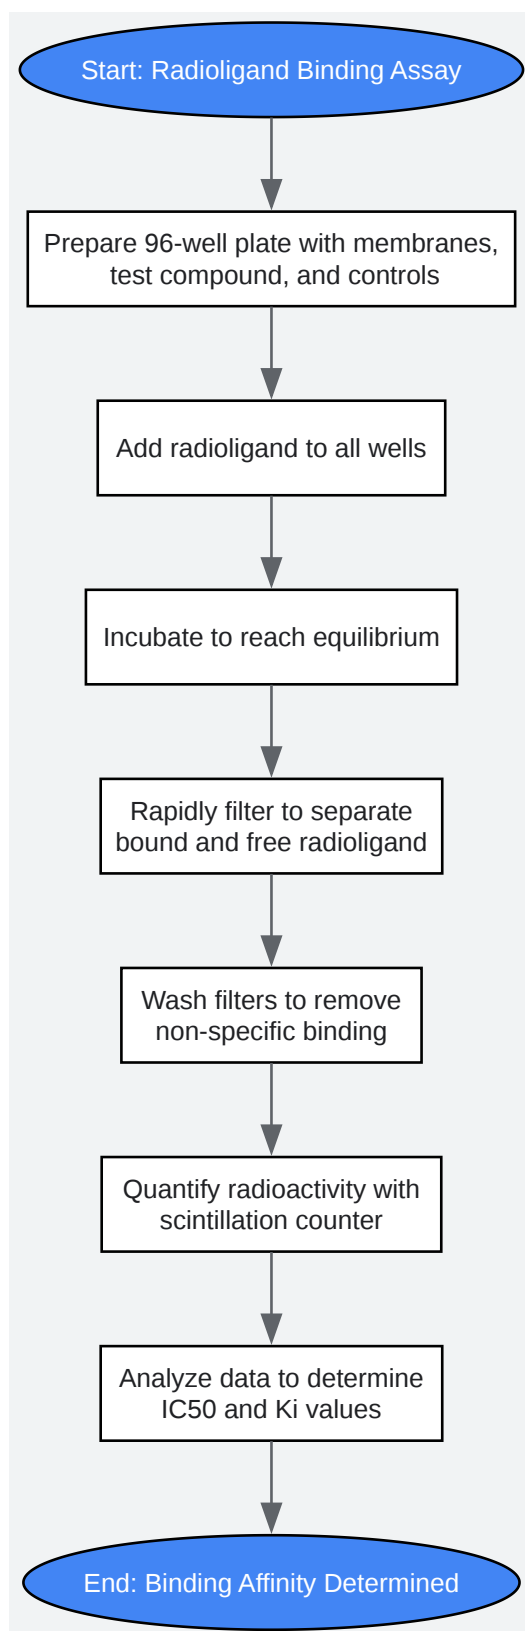 Start: Radioligand Binding Assay
Prepare 96-well plate with membranes,
test compound, and controls
Add radioligand to all wells
Incubate to reach equilibrium
Rapidly filter to separate
bound and free radioligand
Wash filters to remove
non-specific binding
Quantify radioactivity with
scintillation counter
Analyze data to determine
IC50 and Ki values
End: Binding Affinity Determined